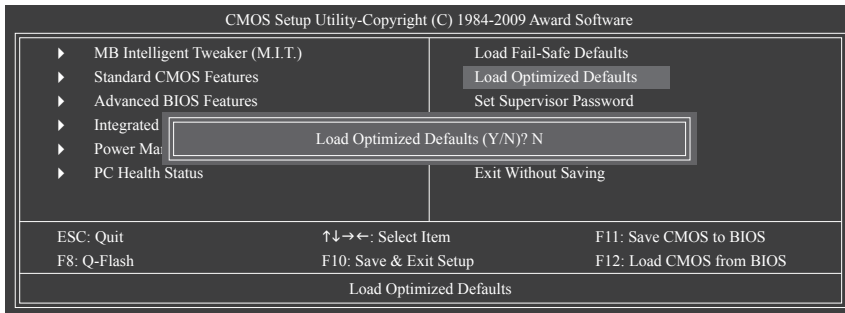 CMOS Setup Utility-Copyright (C) 1984-2009 Award Software
MB Intelligent Tweaker (M.I.T.)
Standard CMOS Features
Advanced BIOS Features
Integrated
Power
PC Health Status
Load Fail-Safe Defaults
Load Optimized Defaults
Set Supervisor Password
Exit Without Saving
Load Optimized Defaults (Y/N)? N
ESC: Quit ↑↓→←: Select Item F11: Save CMOS to BIOS
F8: Q-Flash F10: Save & Exit Setup F12: Load CMOS from BIOS
Load Optimized Defaults